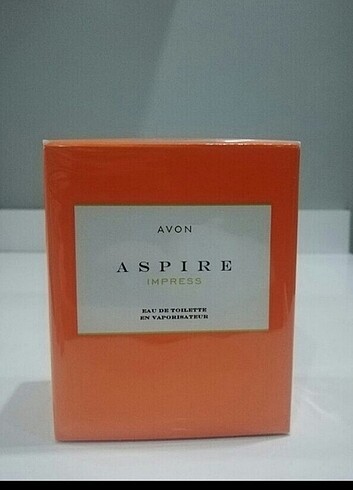 AVON
ASPIRE
IMPRESS
EAU DE TOILETTE
EN VAPORISATEUR